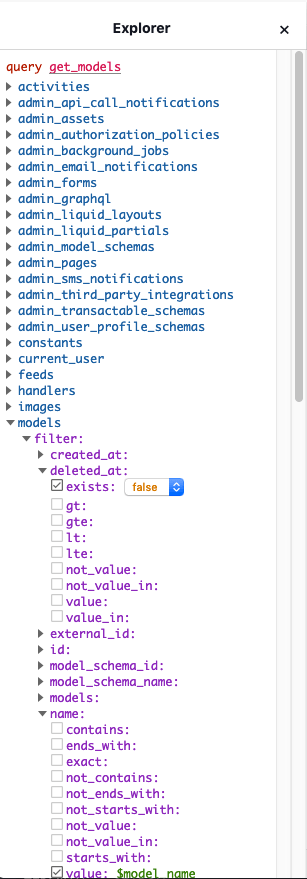 Explorer ×
query get_models
activities
admin_api_call_notifications
admin_assets
admin_authorization_policies
admin_background_jobs
admin_email_notifications
admin_forms
admin_graphql
admin_liquid_layouts
admin_liquid_partials
admin_model_schemas
admin_pages
admin_sms_notifications
admin_third_party_integrations
admin_transactable_schemas
admin_user_profile_schemas
constants
current_user
feeds
handlers
images
models
filter:
created_at:
deleted_at:
exists: false
gt:
gte:
lt:
lte:
not_value:
not_value_in:
value:
value_in:
external_id:
id:
model_schema_id:
model_schema_name:
models:
name:
contains:
ends_with:
exact:
not_contains:
not_ends_with:
not_starts_with:
not_value:
not_value_in:
starts_with:
value: $model_name